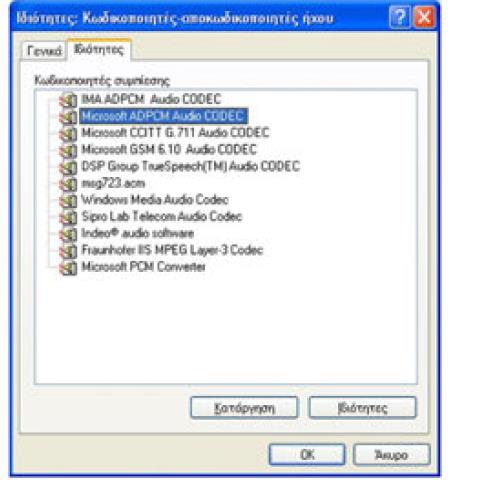 Ιδιότητες: Κωδικοποιητές-αποκωδικοποιητές ήχου
Γενικά Ιδιότητες
Κωδικοποιητές συμπίεσης
IMA ADPCM Audio CODEC
Microsoft ADPCM Audio CODEC
Microsoft CCITT G.711 Audio CODEC
Microsoft GSM 6.10 Audio CODEC
DSP Group TrueSpeech(TM) Audio CODEC
msg723.acm
Windows Media Audio Codec
Sipro Lab Telecom Audio Codec
Indeo® audio software
Fraunhofer IIS MPEG Layer-3 Codec
Microsoft PCM Converter
Κατάργηση Ιδιότητες
OK Άκυρο